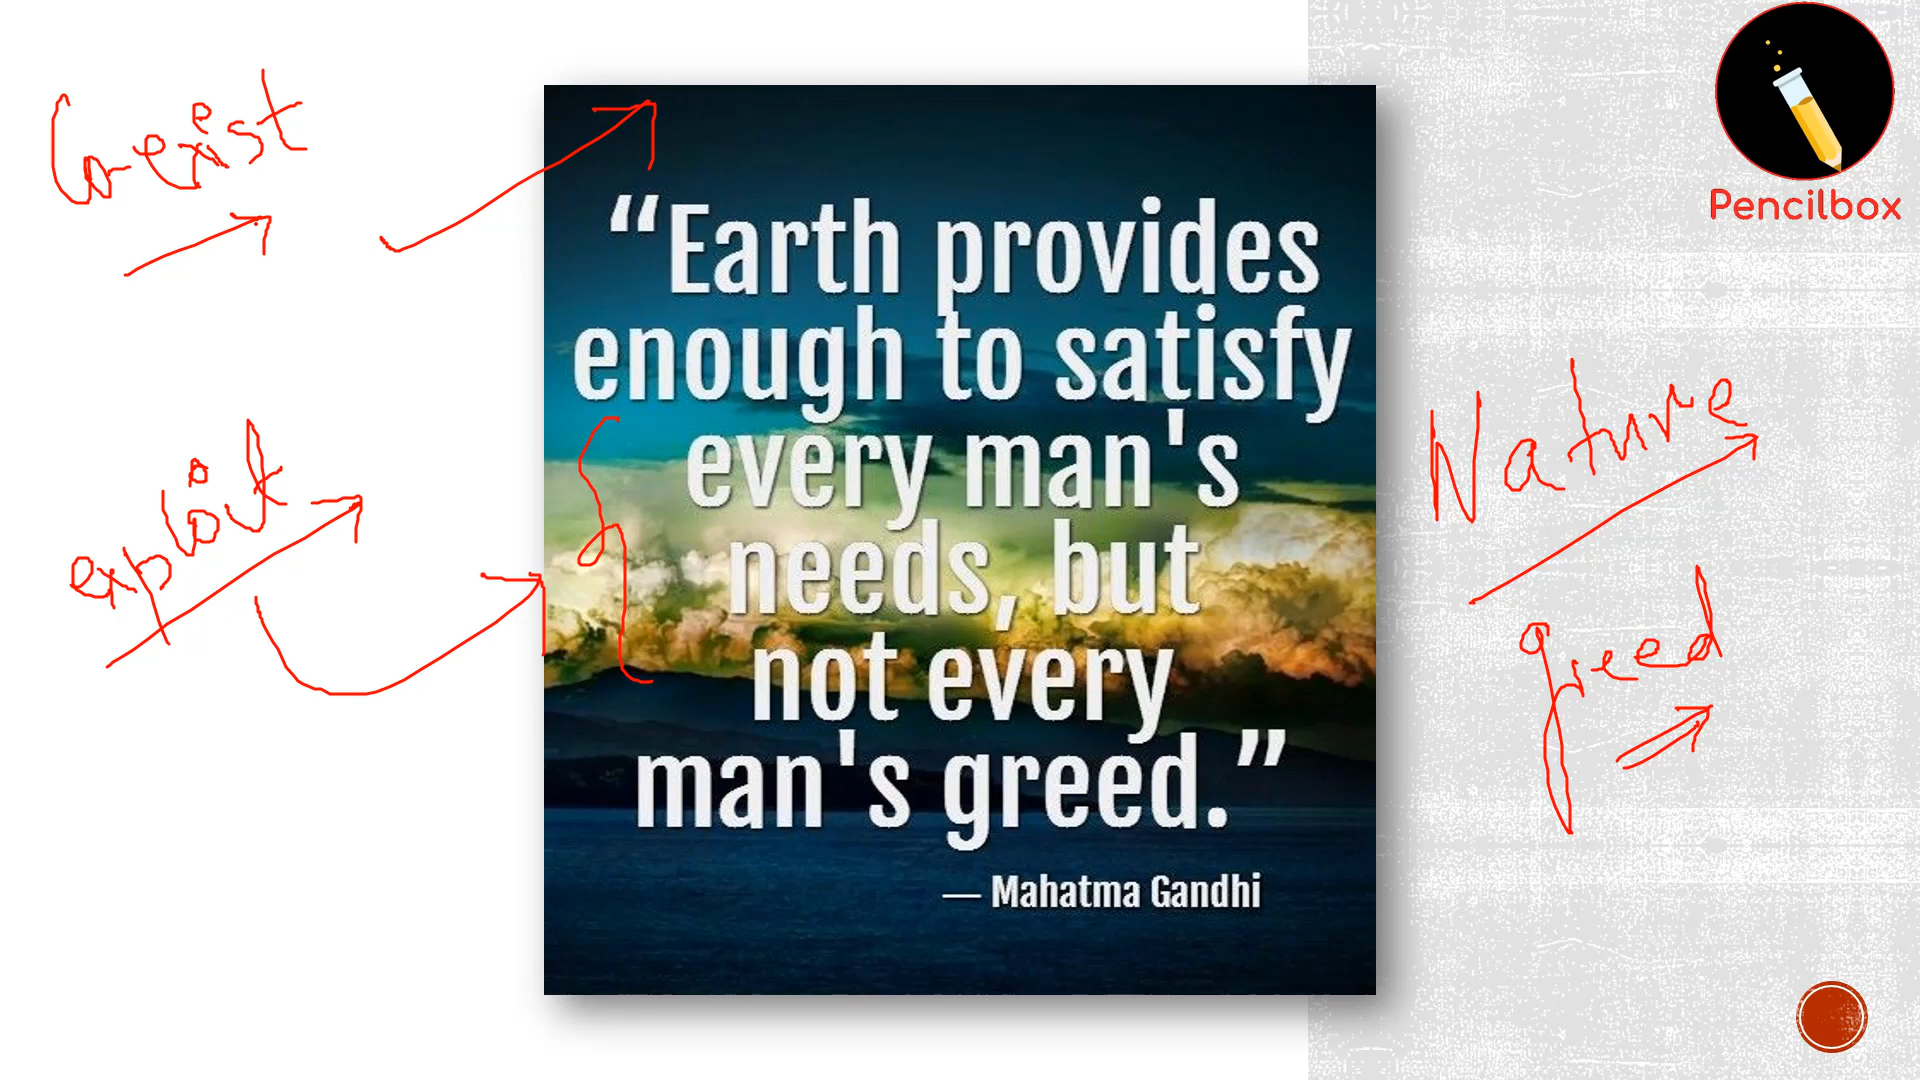 Co-exist
exploit
“Earth provides
enough to satisfy
every man's
needs, but
not every
man's greed.”
— Mahatma Gandhi
Pencilbox
Nature
greed